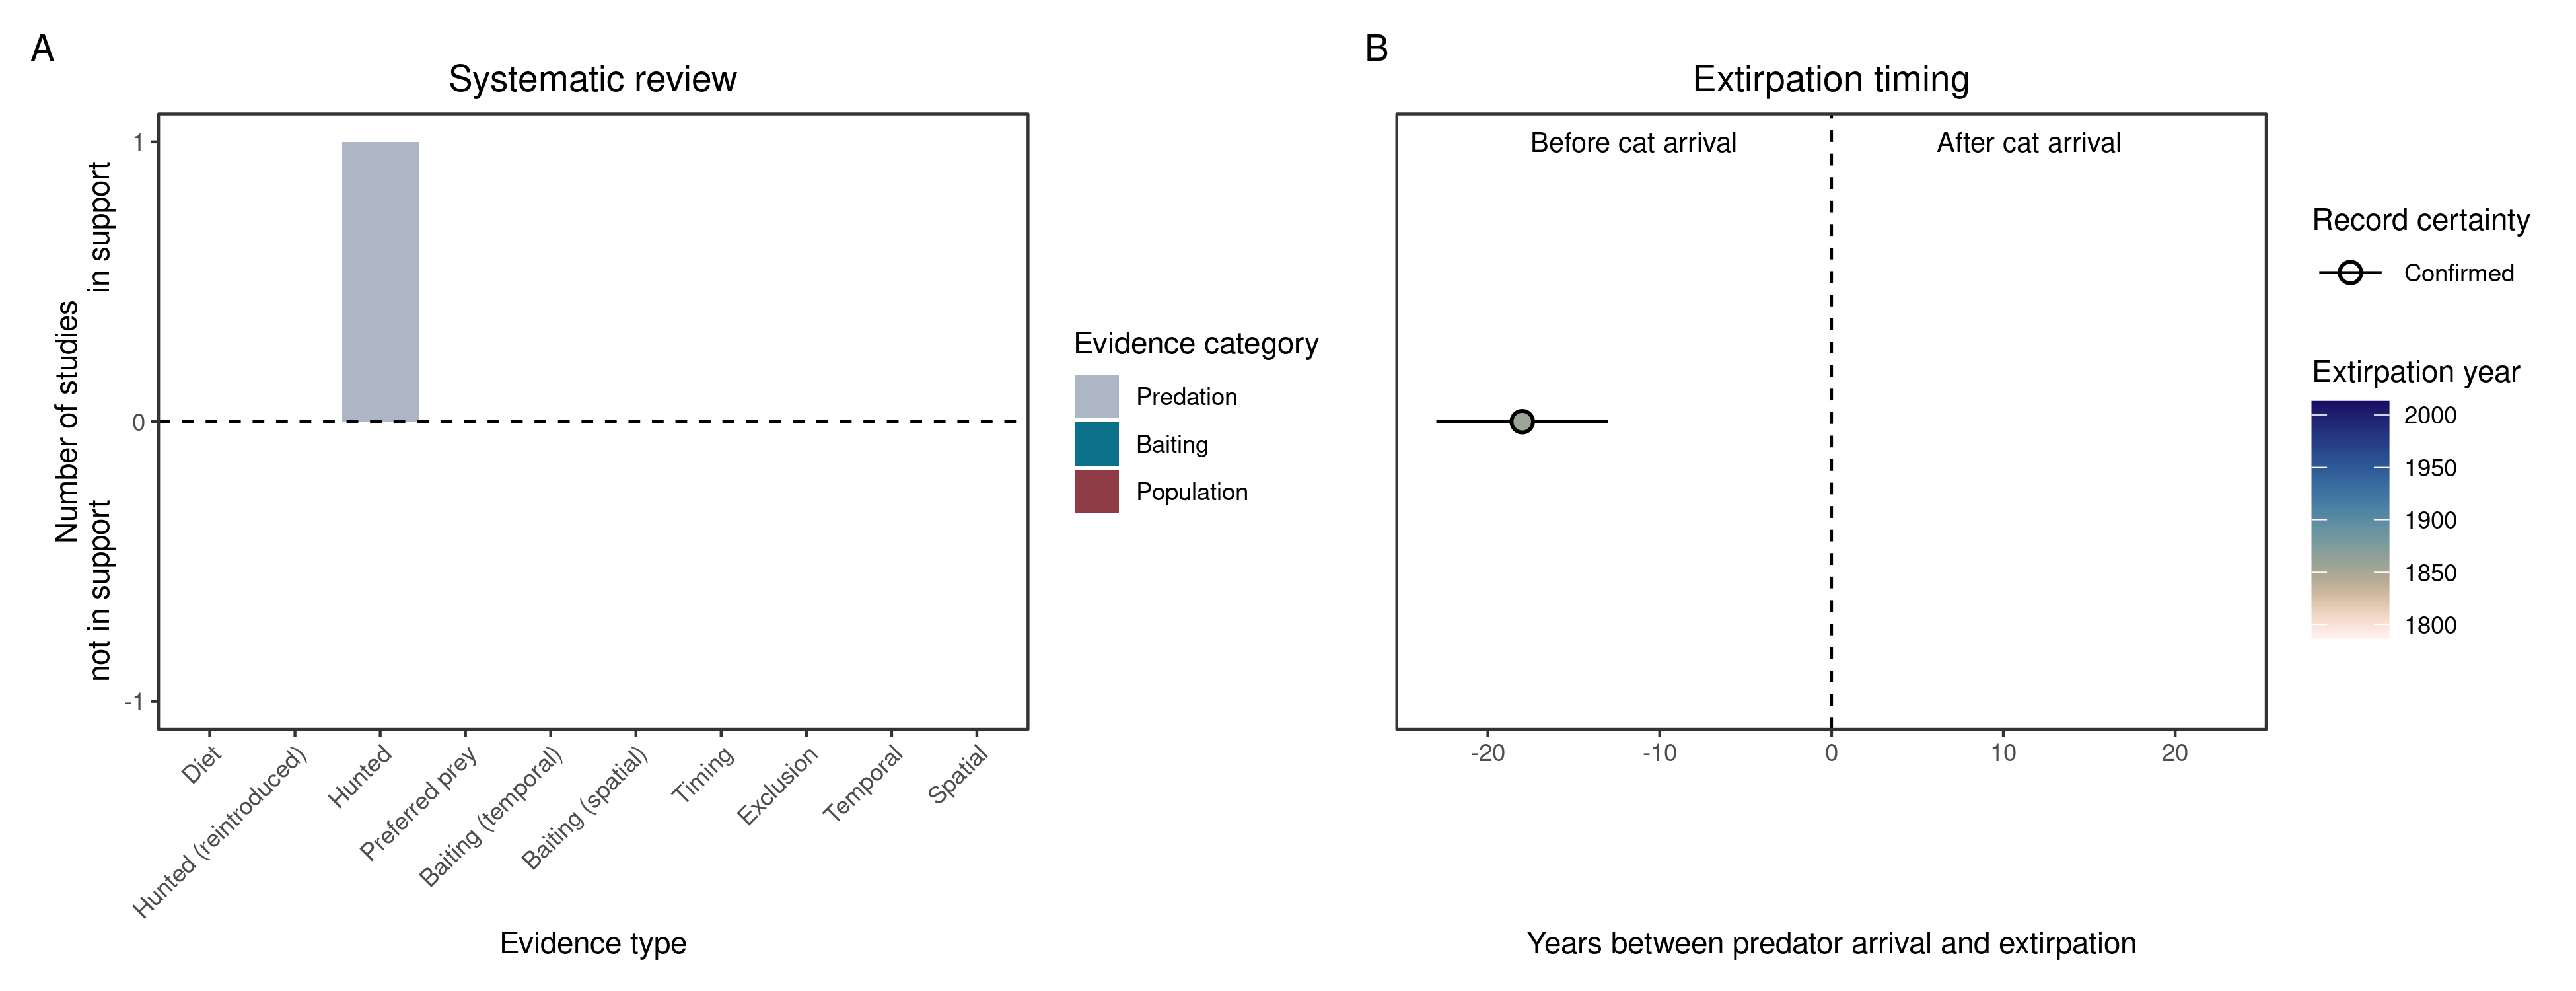 A
Systematic review
Number of studies
in support
not in support
1
0
-1
Diet
Hunted (reintroduced)
Hunted
Preferred prey
Baiting (temporal)
Baiting (spatial)
Timing
Exclusion
Temporal
Spatial
Evidence type
Evidence category
Predation
Baiting
Population
B
Extirpation timing
Before cat arrival
After cat arrival
-20
-10
0
10
20
Years between predator arrival and extirpation
Record certainty
Confirmed
Extirpation year
2000
1950
1900
1850
1800